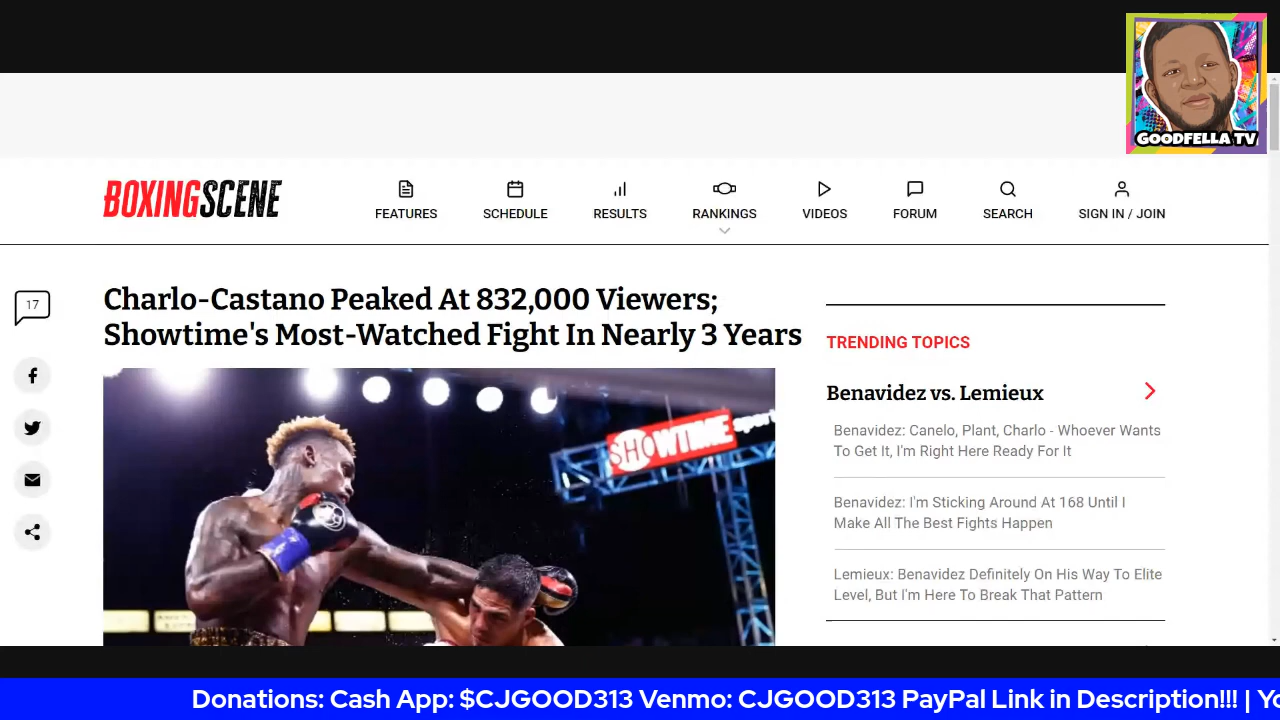 GOODFELLA TV
BOXINGSCENE
FEATURES
SCHEDULE
RESULTS
RANKINGS
VIDEOS
FORUM
SEARCH
SIGN IN / JOIN
17
Charlo-Castano Peaked At 832,000 Viewers;
Showtime's Most-Watched Fight In Nearly 3 Years
SHOWTIME
TRENDING TOPICS
Benavidez vs. Lemieux
Benavidez: Canelo, Plant, Charlo - Whoever Wants
To Get It, I'm Right Here Ready For It
Benavidez: I'm Sticking Around At 168 Until I
Make All The Best Fights Happen
Lemieux: Benavidez Definitely On His Way To Elite
Level, But I'm Here To Break That Pattern
Donations: Cash App: $CJGOOD313 Venmo: CJGOOD313 PayPal Link in Description!!! | Yo